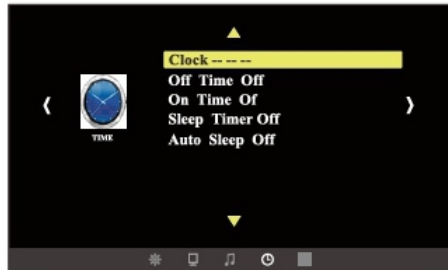 Clock -- -- --
Off Time Off
On Time Of
Sleep Timer Off
Auto Sleep Off
TIME